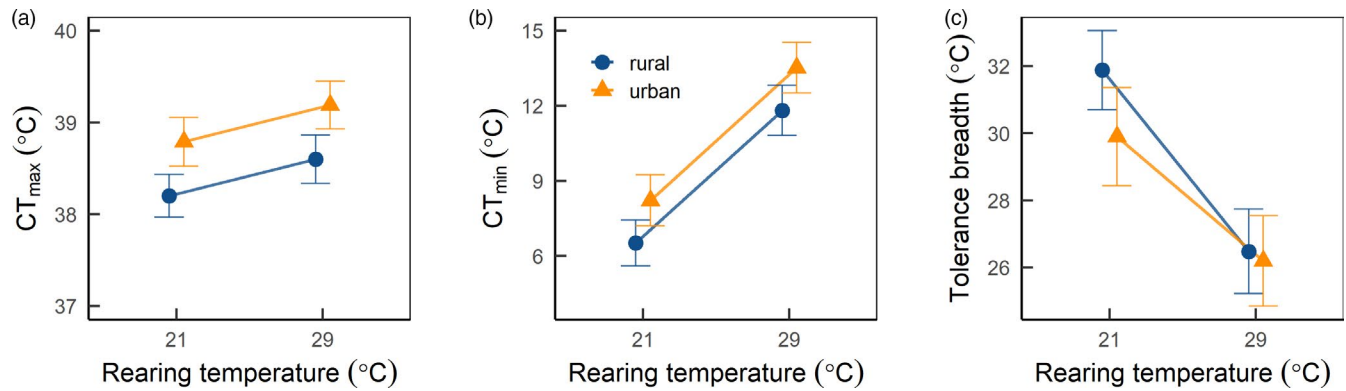 (a)
40
39
38
37
CTmax (°C)
21
29
Rearing temperature (°C)
(b)
15
12
9
6
CTmin (°C)
rural
urban
21
29
Rearing temperature (°C)
(c)
32
30
28
26
Tolerance breadth (°C)
21
29
Rearing temperature (°C)